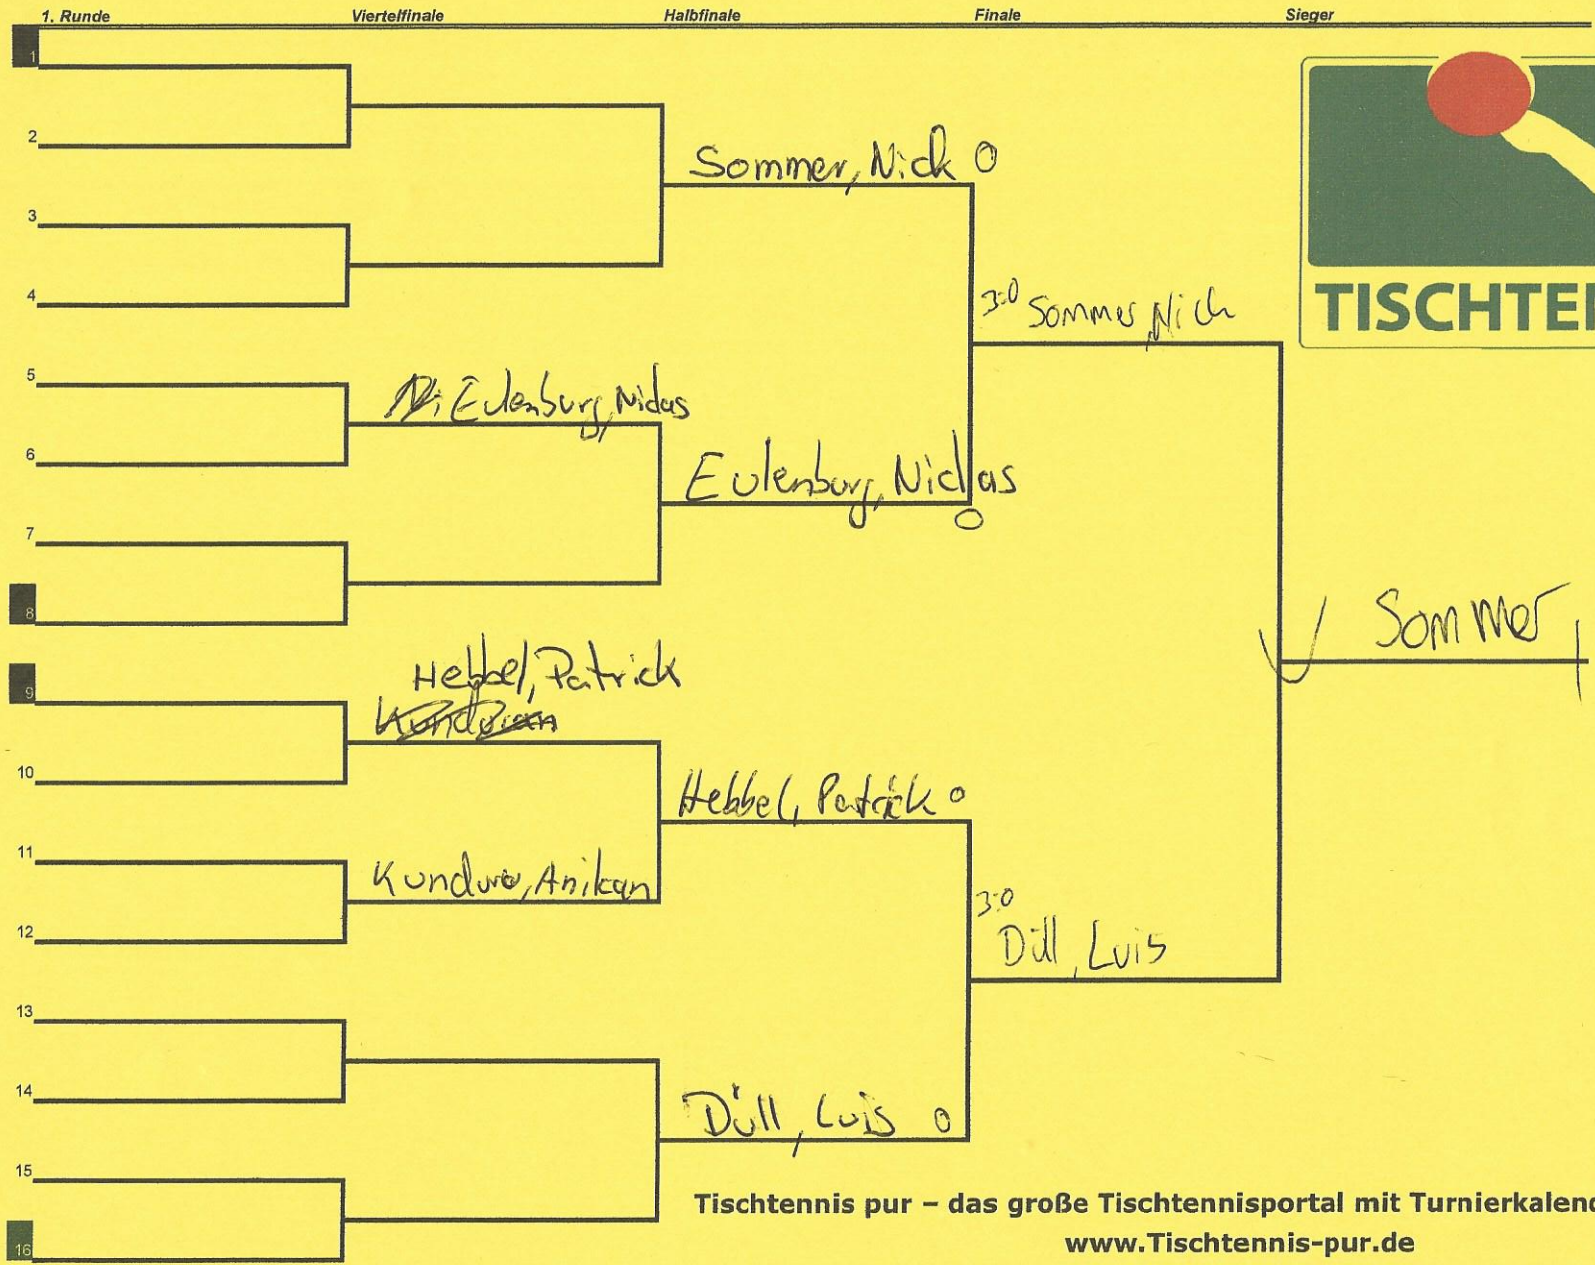 1. Runde Viertelfinale Halbfinale Finale Sieger
1
2
Sommer, Nick 0
3
4
3:0 Sommer, Nick
TISCHTE
5
Eulenburg, Niclas
6
Eulenburg, Niclas
0
7
8
Sommer,
Hebbel, Patrick
9
10
Hebbel, Patrick 0
11
Anikan
12
3:0
Düll, Luis
13
14
Düll, Luis 0
15
16
Tischtennis pur – das große Tischtennisportal mit Turnierkalend
www.Tischtennis-pur.de